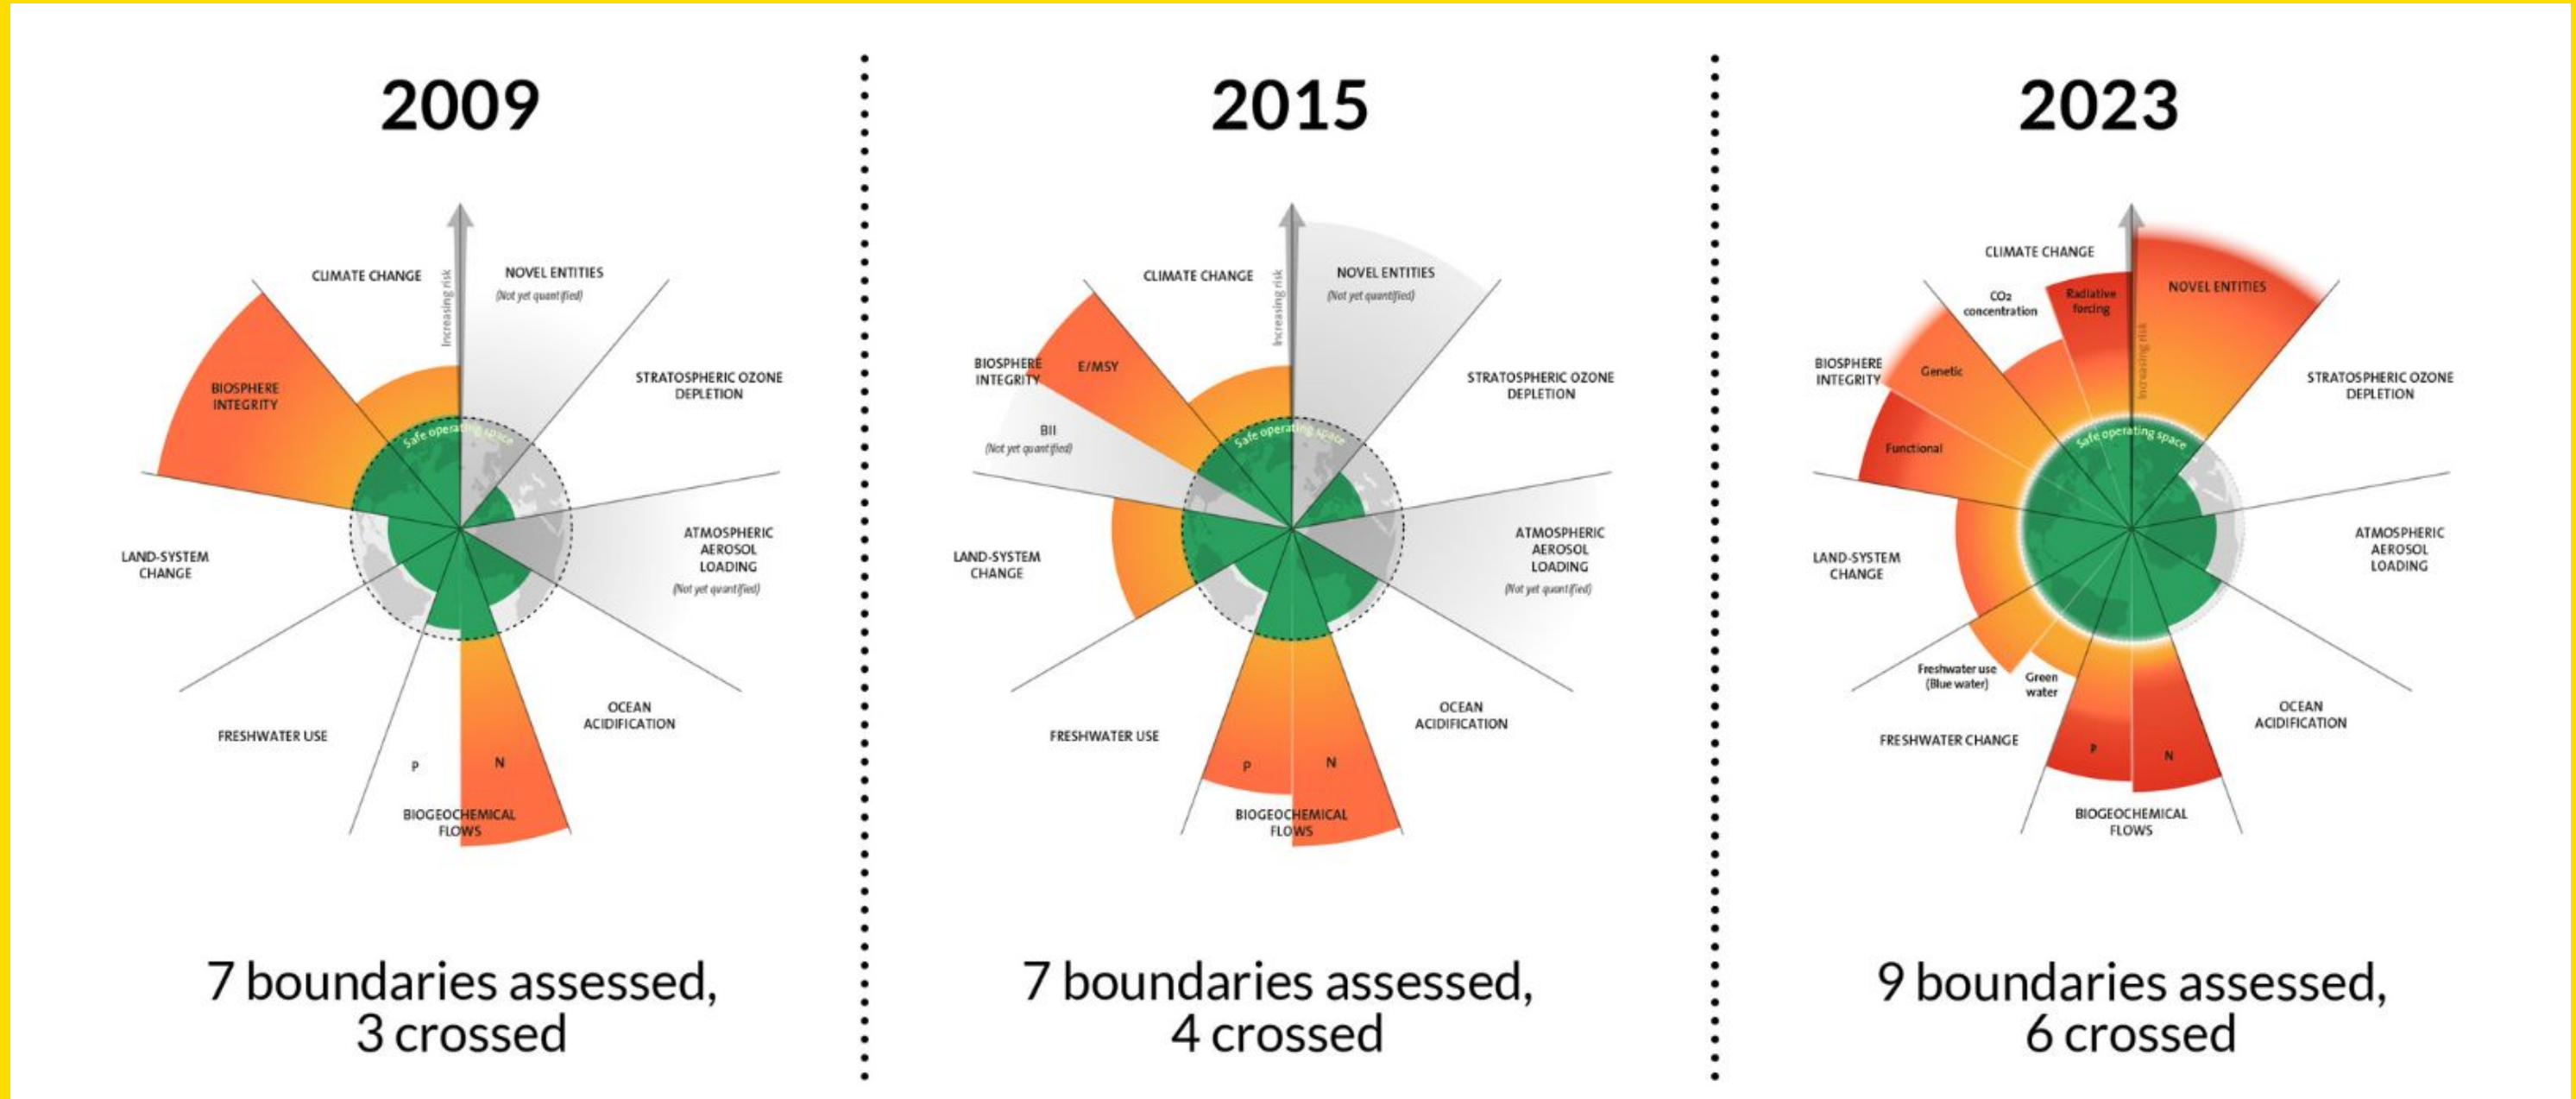 2009
CLIMATE CHANGE
Increasing risk
NOVEL ENTITIES
(Not yet quantified)
STRATOSPHERIC OZONE
DEPLETION
ATMOSPHERIC
AEROSOL
LOADING
(Not yet quantified)
OCEAN
ACIDIFICATION
N
P
BIOGEOCHEMICAL
FLOWS
FRESHWATER USE
LAND-SYSTEM
CHANGE
BIOSPHERE
INTEGRITY
Safe operating space
7 boundaries assessed,
3 crossed
2015
CLIMATE CHANGE
Increasing risk
NOVEL ENTITIES
(Not yet quantified)
STRATOSPHERIC OZONE
DEPLETION
ATMOSPHERIC
AEROSOL
LOADING
(Not yet quantified)
OCEAN
ACIDIFICATION
N
P
BIOGEOCHEMICAL
FLOWS
FRESHWATER USE
LAND-SYSTEM
CHANGE
BIOSPHERE
INTEGRITY
E/MSY
BII
(Not yet quantified)
Safe operating space
7 boundaries assessed,
4 crossed
2023
CLIMATE CHANGE
CO₂
concentration
Radiative
forcing
Increasing risk
NOVEL ENTITIES
STRATOSPHERIC OZONE
DEPLETION
ATMOSPHERIC
AEROSOL
LOADING
OCEAN
ACIDIFICATION
N
P
BIOGEOCHEMICAL
FLOWS
FRESHWATER CHANGE
Freshwater use
(Blue water)
Green
water
LAND-SYSTEM
CHANGE
BIOSPHERE
INTEGRITY
Genetic
Functional
Safe operating space
9 boundaries assessed,
6 crossed